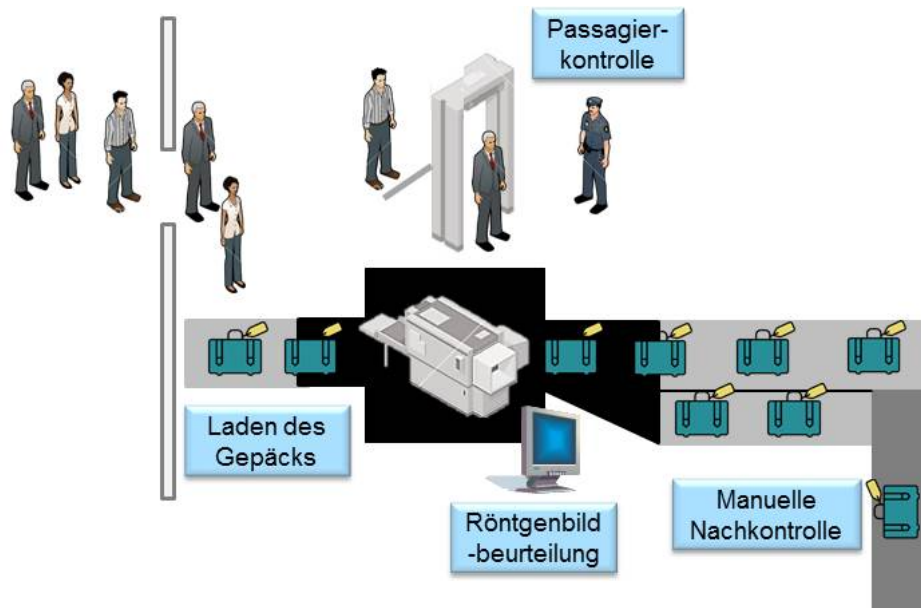 Passagier-
kontrolle
Laden des
Gepäcks
Röntgenbild
-beurteilung
Manuelle
Nachkontrolle